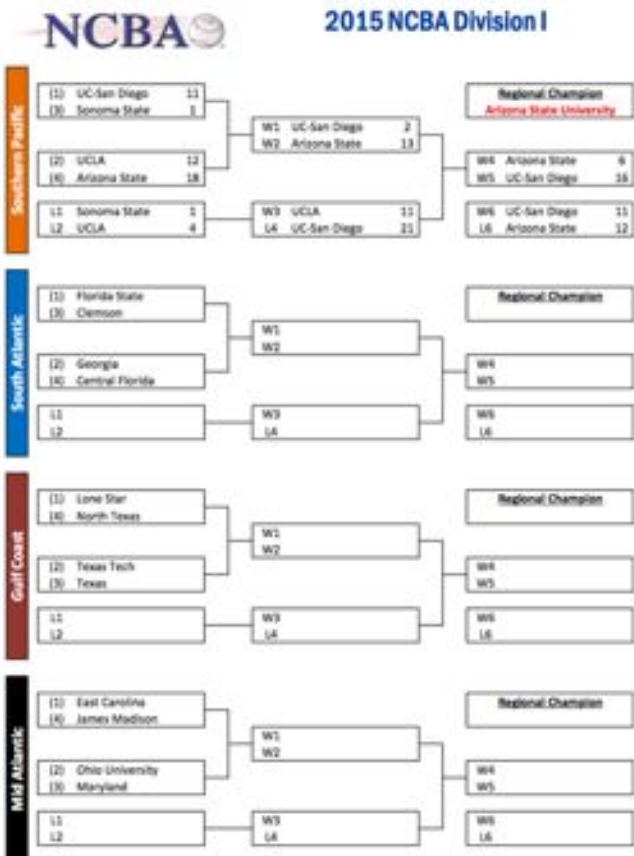 NCBA
2015 NCBA Division I
Southern Pacific
(1) UC-San Diego 11
(3) Sonoma State 1
Regional Champion
Arizona State University
W1 UC-San Diego 2
W2 Arizona State 13
(2) UCLA 12
(4) Arizona State 18
W4 Arizona State 6
W5 UC-San Diego 16
L1 Sonoma State 1
L2 UCLA 4
W3 UCLA 11
L4 UC-San Diego 21
W6 UC-San Diego 11
L6 Arizona State 12
South Atlantic
(1) Florida State
(3) Clemson
Regional Champion
W1
W2
(2) Georgia
(4) Central Florida
W4
W5
L1
L2
W3
L4
W6
L6
Gulf Coast
(1) Lone Star
(4) North Texas
Regional Champion
W1
W2
(2) Texas Tech
(3) Texas
W4
W5
L1
L2
W3
L4
W6
L6
Mid Atlantic
(1) East Carolina
(4) James Madison
Regional Champion
W1
W2
(2) Ohio University
(3) Maryland
W4
W5
L1
L2
W3
L4
W6
L6